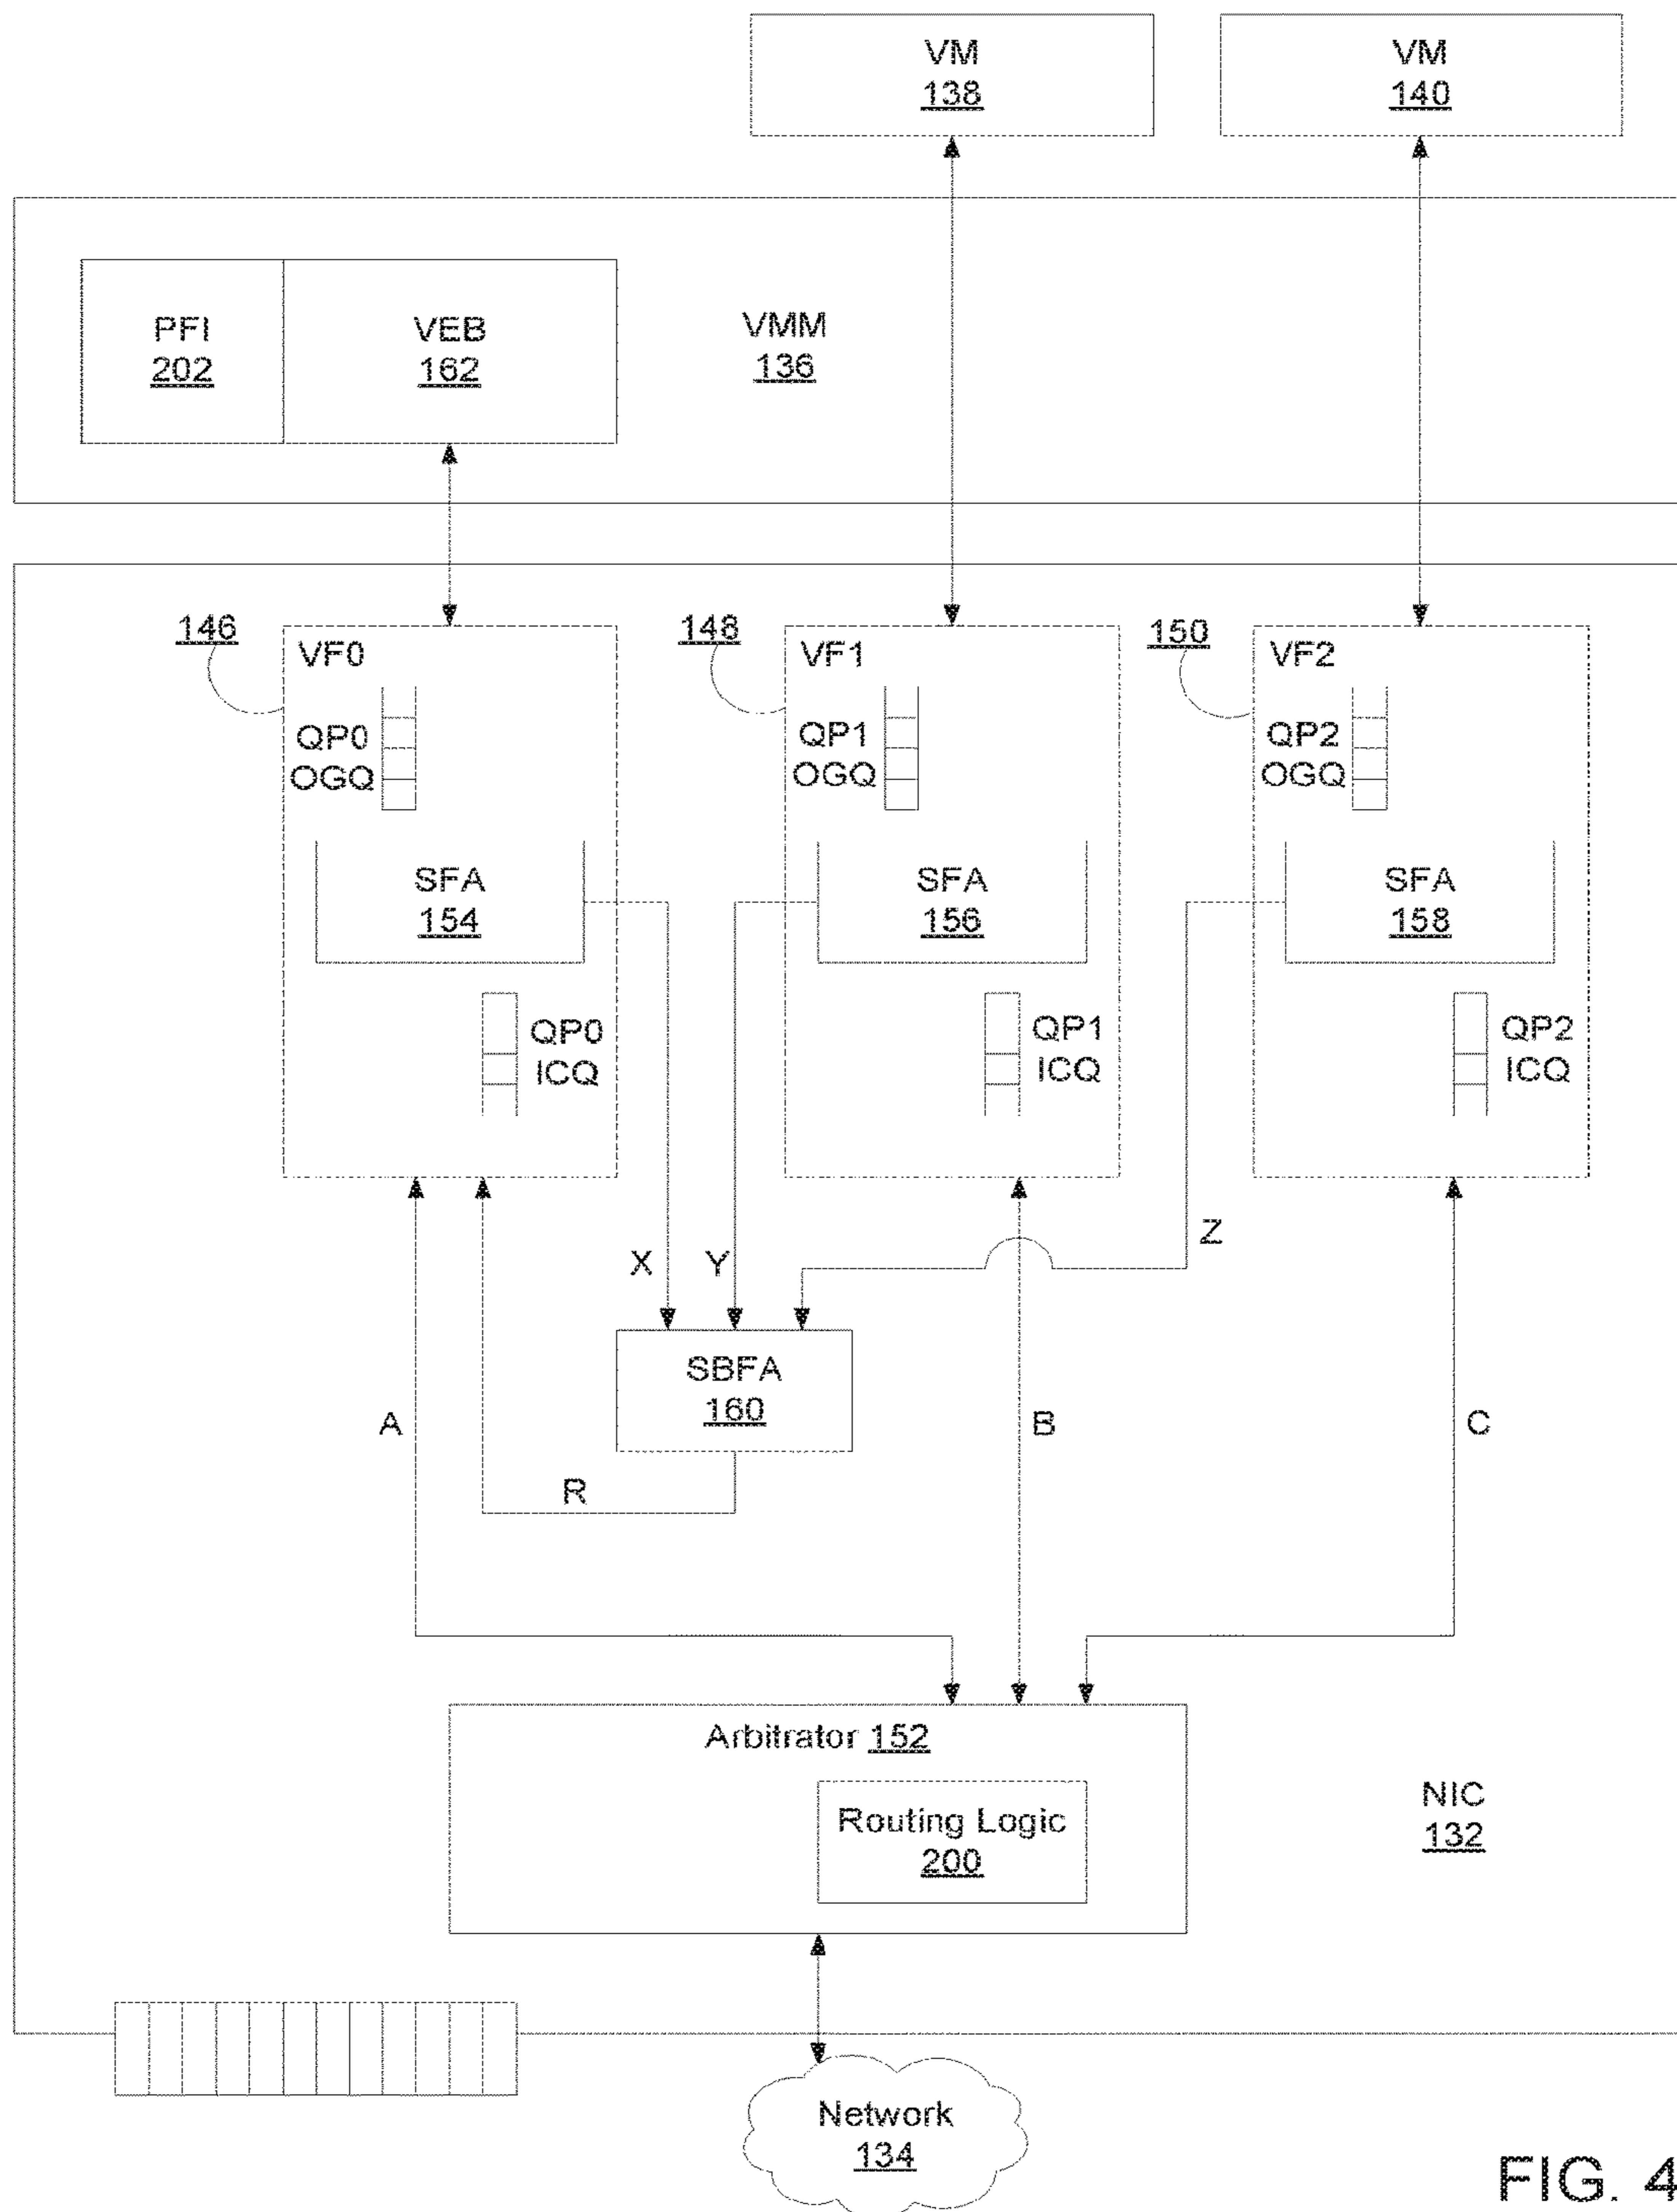 VM
138
VM
140
PFI
202
VEB
162
VMM
136
146
VF0
148
VF1
150
VF2
QP0
OGQ
QP1
OGQ
QP2
OGQ
SFA
154
SFA
156
SFA
158
QP0
ICQ
QP1
ICQ
QP2
ICQ
X
Y
Z
SBFA
160
A
B
C
R
Arbitrator 152
Routing Logic
200
NIC
132
Network
134
FIG. 4